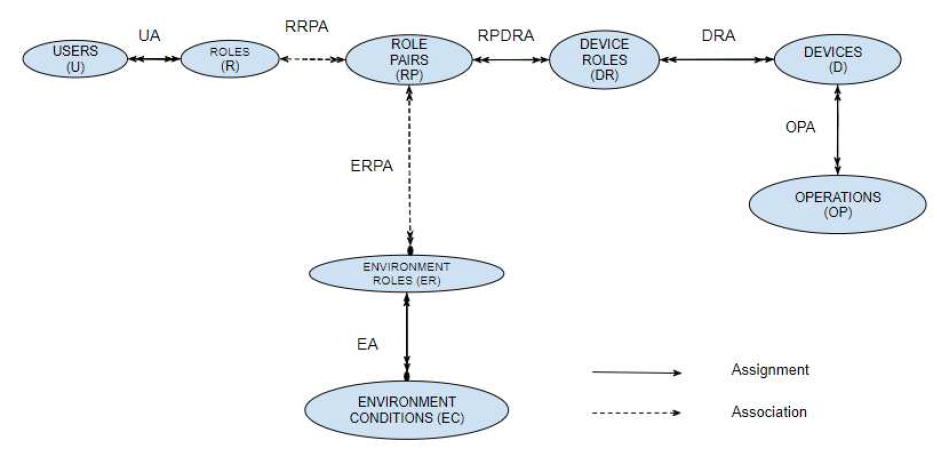 UA
RRPA
RPDRA
DRA
USERS
(U)
ROLES
(R)
ROLE
PAIRS
(RP)
DEVICE
ROLES
(DR)
DEVICES
(D)
OPA
ERPA
OPERATIONS
(OP)
ENVIRONMENT
ROLES (ER)
EA
ENVIRONMENT
CONDITIONS (EC)
Assignment
Association